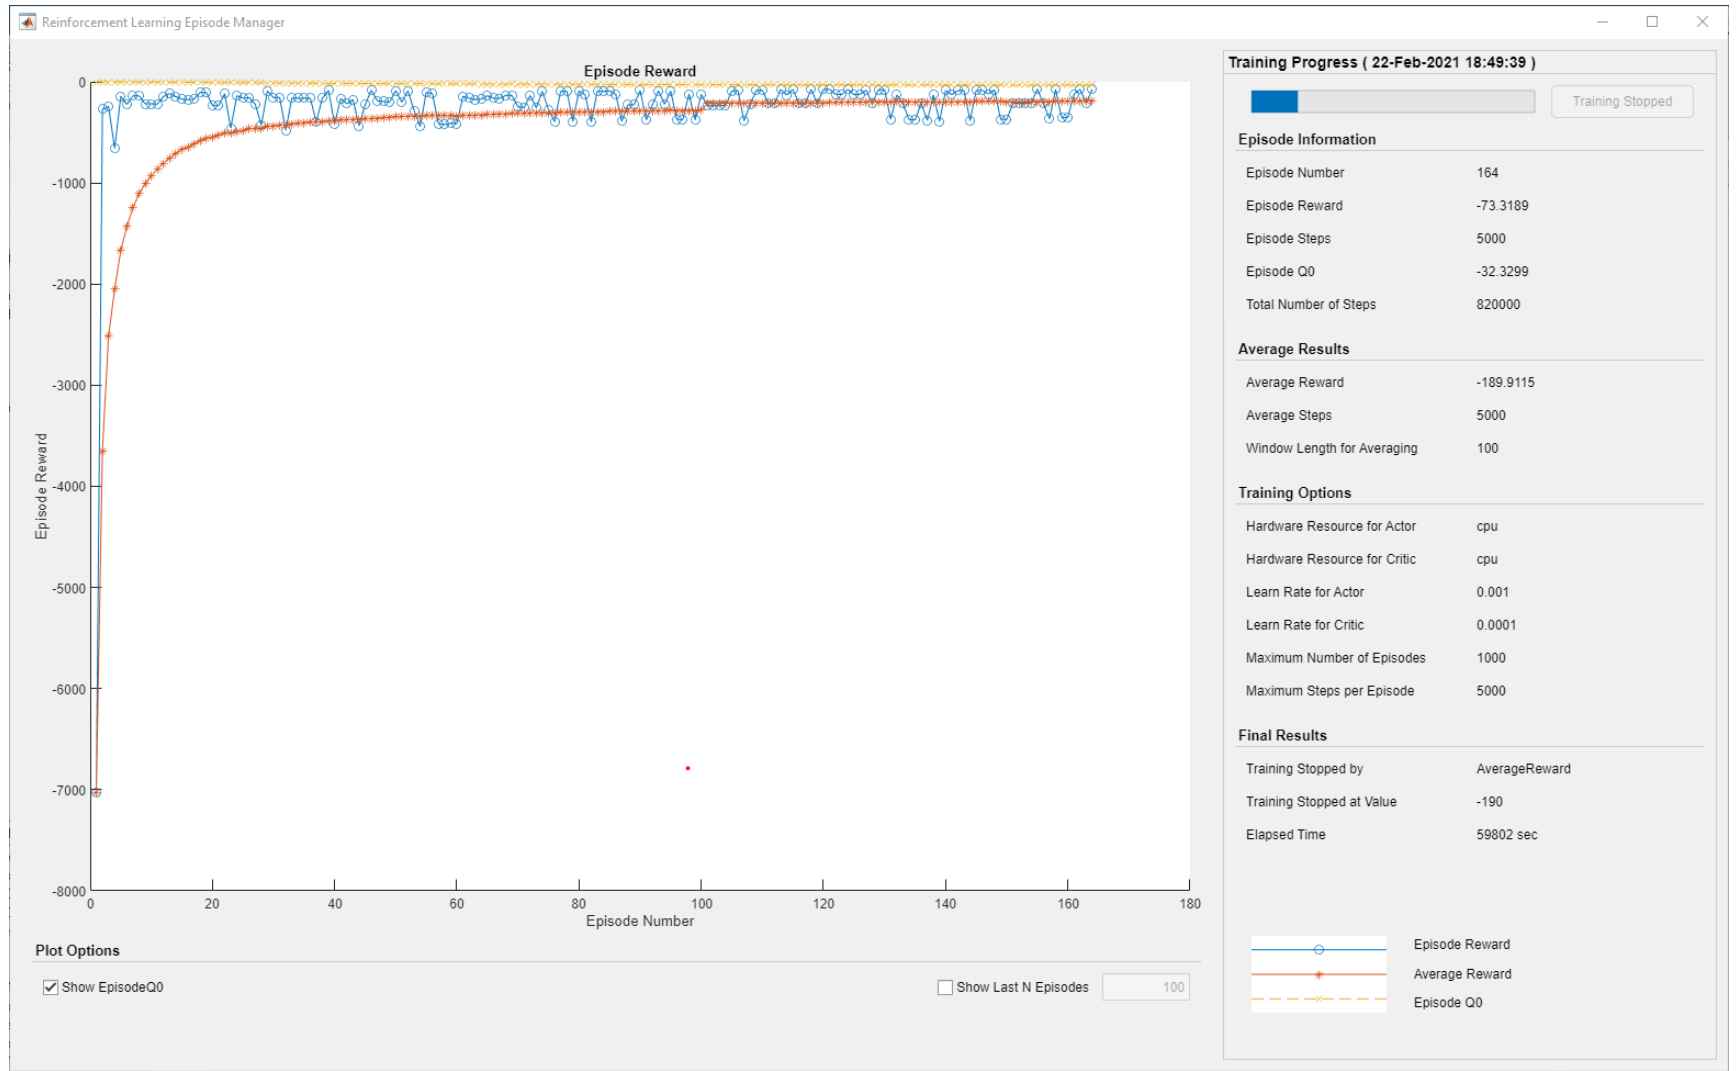 Reinforcement Learning Episode Manager
Episode Reward
0
-1000
-2000
-3000
-4000
-5000
-6000
-7000
-8000
Episode Reward
0 20 40 60 80 100 120 140 160 180
Episode Number
Plot Options
Show EpisodeQ0
Show Last N Episodes 100
Training Progress ( 22-Feb-2021 18:49:39 )
Training Stopped
Episode Information
Episode Number 164
Episode Reward -73.3189
Episode Steps 5000
Episode Q0 -32.3299
Total Number of Steps 820000
Average Results
Average Reward -189.9115
Average Steps 5000
Window Length for Averaging 100
Training Options
Hardware Resource for Actor cpu
Hardware Resource for Critic cpu
Learn Rate for Actor 0.001
Learn Rate for Critic 0.0001
Maximum Number of Episodes 1000
Maximum Steps per Episode 5000
Final Results
Training Stopped by AverageReward
Training Stopped at Value -190
Elapsed Time 59802 sec
Episode Reward
Average Reward
Episode Q0